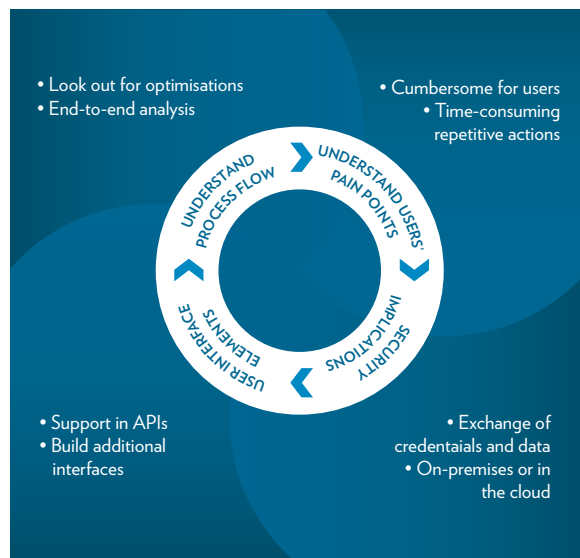 • Look out for optimisations
• End-to-end analysis
• Cumbersome for users
• Time-consuming
repetitive actions
UNDERSTAND
PROCESS FLOW
UNDERSTAND USERS'
PAIN POINTS
SECURITY
IMPLICATIONS
USER INTERFACE
ELEMENTS
• Support in APIs
• Build additional
interfaces
• Exchange of
credentaials and data
• On-premises or in
the cloud